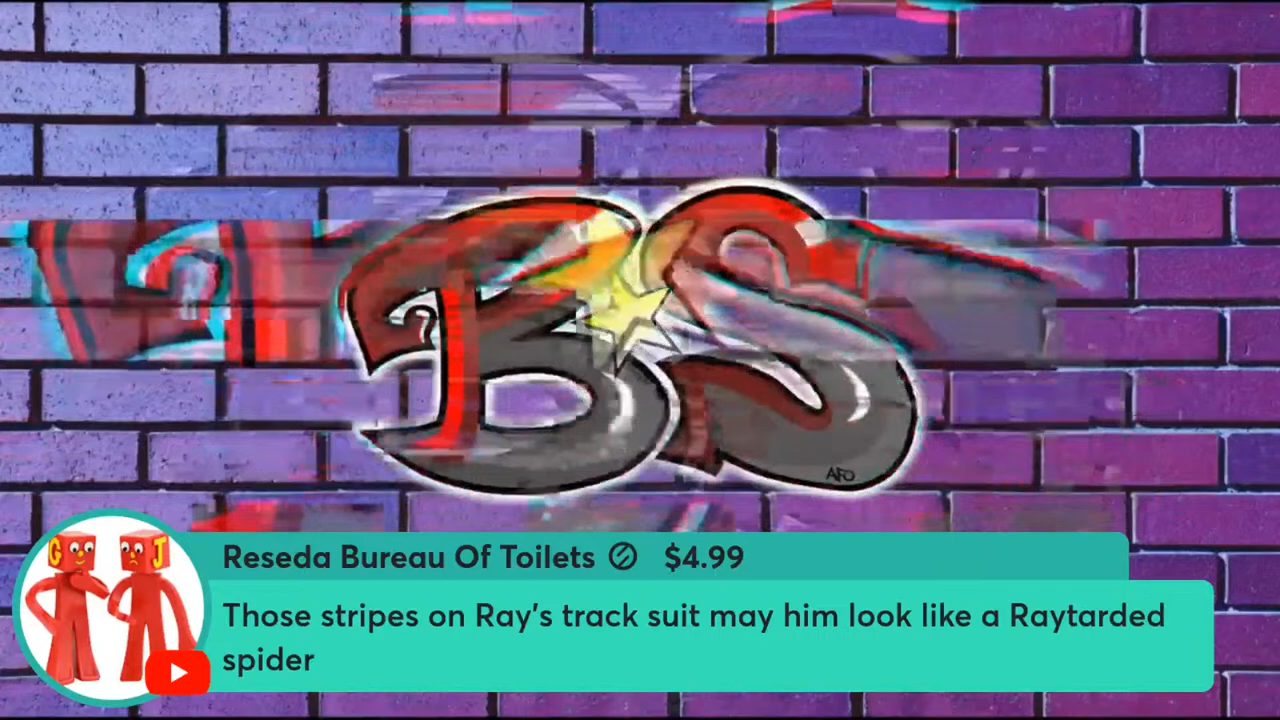 BS
AFO
G J
Reseda Bureau Of Toilets $4.99
Those stripes on Ray's track suit may him look like a Raytarded
spider